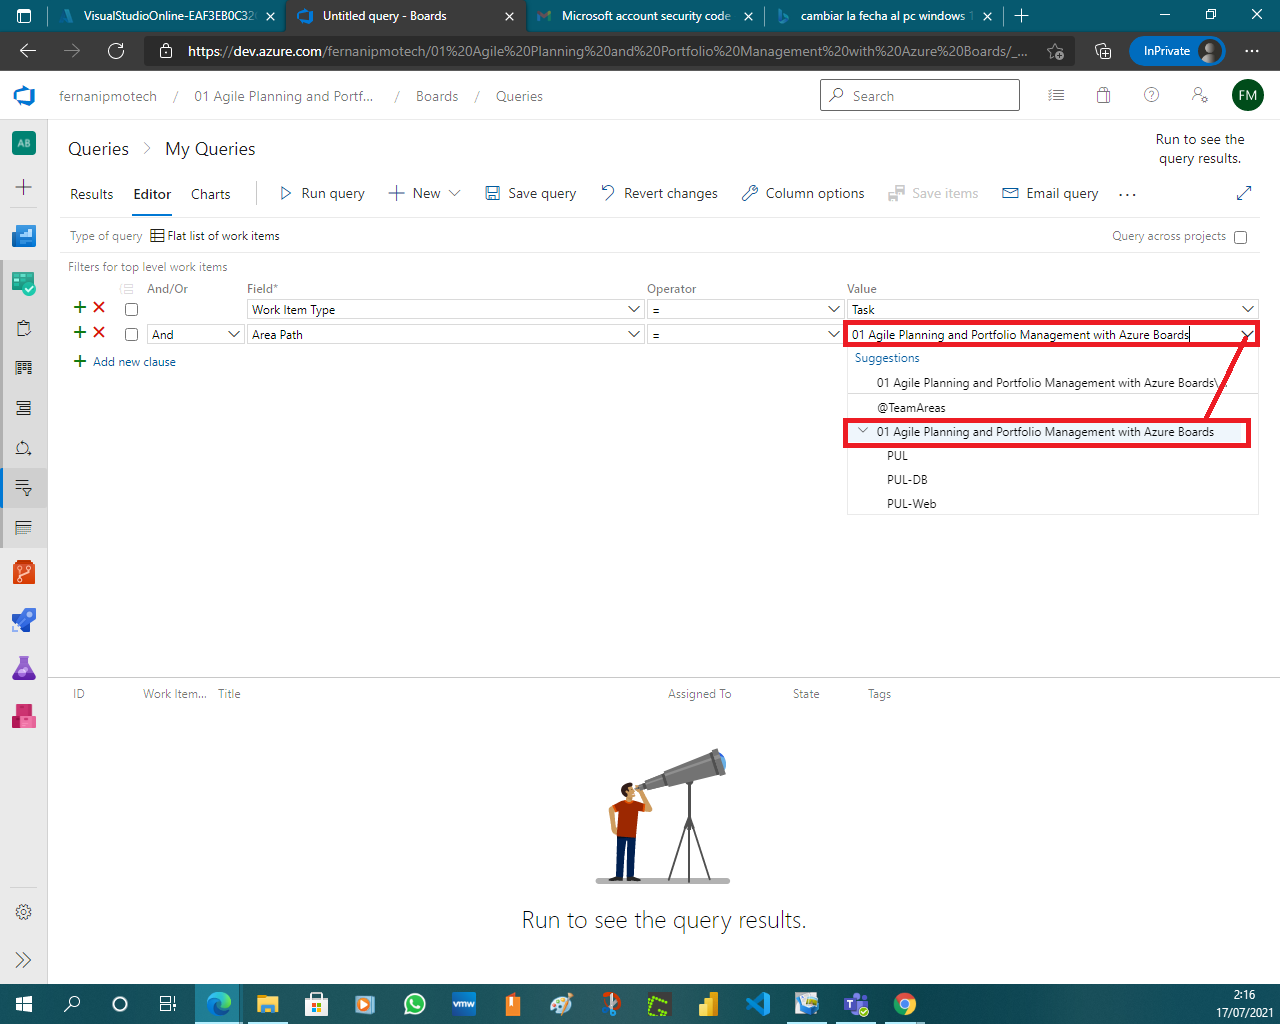 VisualStudioOnline-EAF3EB0C32
Untitled query - Boards
Microsoft account security code
cambiar la fecha al pc windows 1
https://dev.azure.com/fernanipmotech/01%20Agile%20Planning%20and%20Portfolio%20Management%20with%20Azure%20Boards/_...
InPrivate
fernanipmotech / 01 Agile Planning and Portf... / Boards / Queries
Search
FM
AB
Queries > My Queries
Run to see the
query results.
Results Editor Charts Run query New Save query Revert changes Column options Save items Email query ...
Type of query Flat list of work items
Query across projects
Filters for top level work items
And/Or Field* Operator Value
Work Item Type = Task
And Area Path = 01 Agile Planning and Portfolio Management with Azure Boards
Add new clause
Suggestions
01 Agile Planning and Portfolio Management with Azure Boards\...
@TeamAreas
01 Agile Planning and Portfolio Management with Azure Boards
PUL
PUL-DB
PUL-Web
ID Work Item... Title Assigned To State Tags
Run to see the query results.
vmw
2:16
17/07/2021